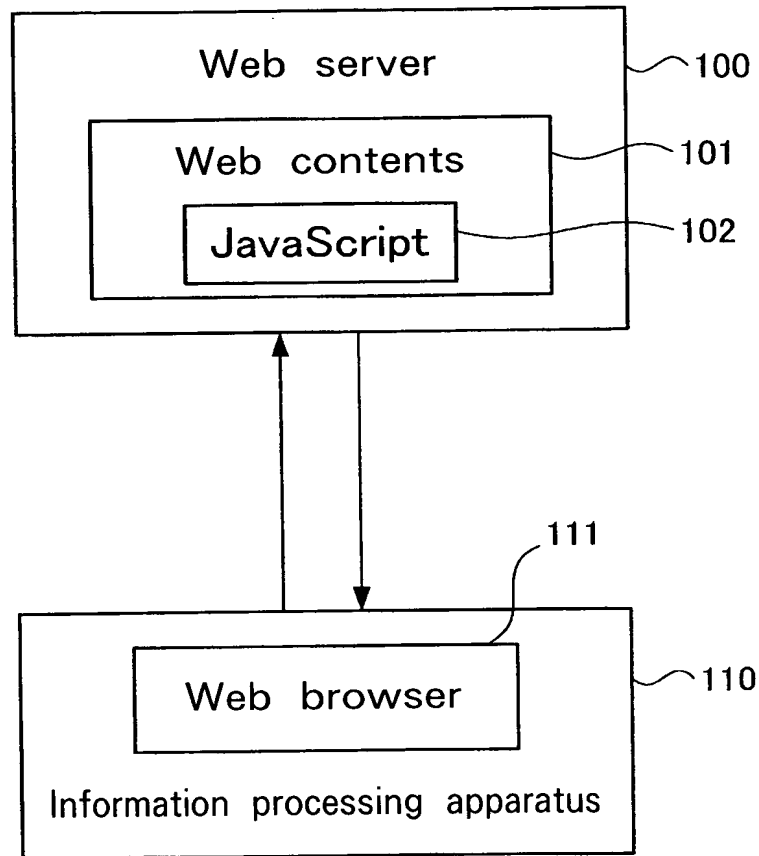 Web server
100
Web contents
101
JavaScript
102
111
Web browser
110
Information processing apparatus